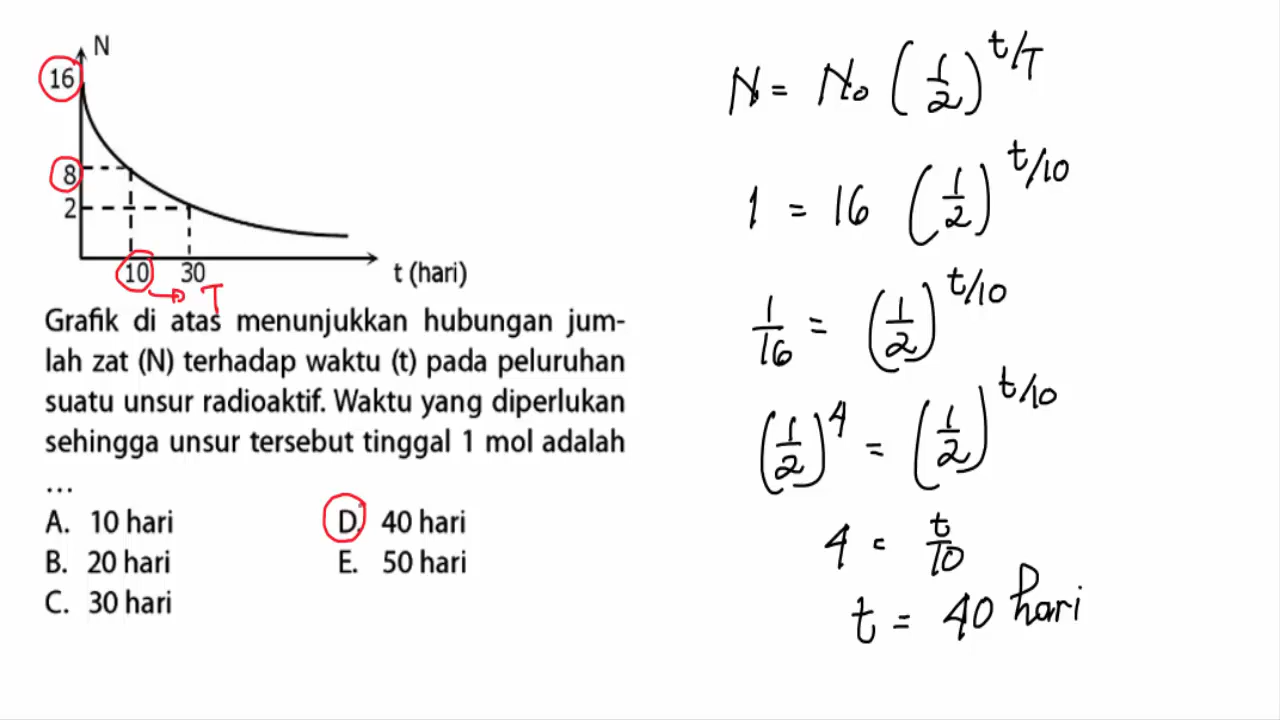 N
16
8
2
10 30 t (hari)
→ T
Grafik di atas menunjukkan hubungan jum-
lah zat (N) terhadap waktu (t) pada peluruhan
suatu unsur radioaktif. Waktu yang diperlukan
sehingga unsur tersebut tinggal 1 mol adalah
...
A. 10 hari
B. 20 hari
C. 30 hari
D. 40 hari
E. 50 hari
N = N₀ (1/2)^t/T
1 = 16 (1/2)^t/10
1/16 = (1/2)^t/10
(1/2)^4 = (1/2)^t/10
4 = t/10
t = 40 hari